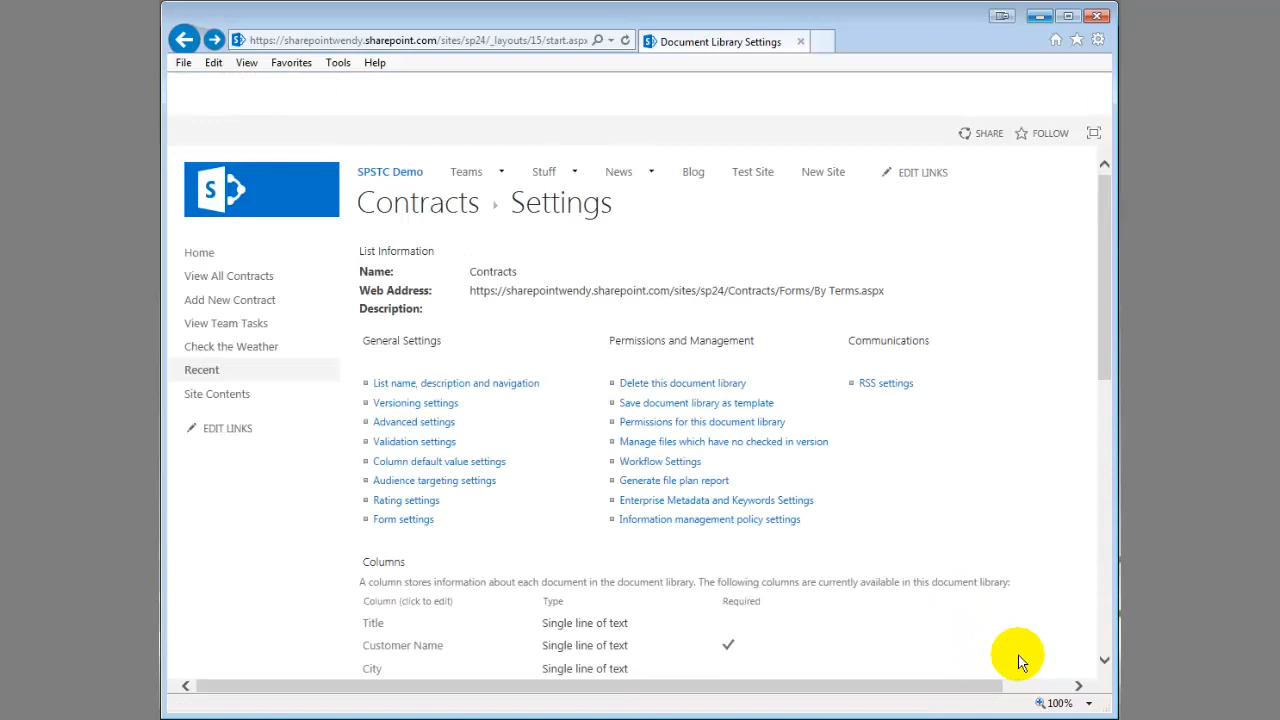 https://sharepointwendy.sharepoint.com/sites/sp24/_layouts/15/start.aspx
Document Library Settings
File Edit View Favorites Tools Help
SHARE FOLLOW
S
SPSTC Demo Teams Stuff News Blog Test Site New Site EDIT LINKS
Contracts Settings
Home
View All Contracts
Add New Contract
View Team Tasks
Check the Weather
Recent
Site Contents
EDIT LINKS
List Information
Name: Contracts
Web Address: https://sharepointwendy.sharepoint.com/sites/sp24/Contracts/Forms/By Terms.aspx
Description:
General Settings
List name, description and navigation
Versioning settings
Advanced settings
Validation settings
Column default value settings
Audience targeting settings
Rating settings
Form settings
Permissions and Management
Delete this document library
Save document library as template
Permissions for this document library
Manage files which have no checked in version
Workflow Settings
Generate file plan report
Enterprise Metadata and Keywords Settings
Information management policy settings
Communications
RSS settings
Columns
A column stores information about each document in the document library. The following columns are currently available in this document library:
Column (click to edit) Type Required
Title Single line of text
Customer Name Single line of text
City Single line of text
100%